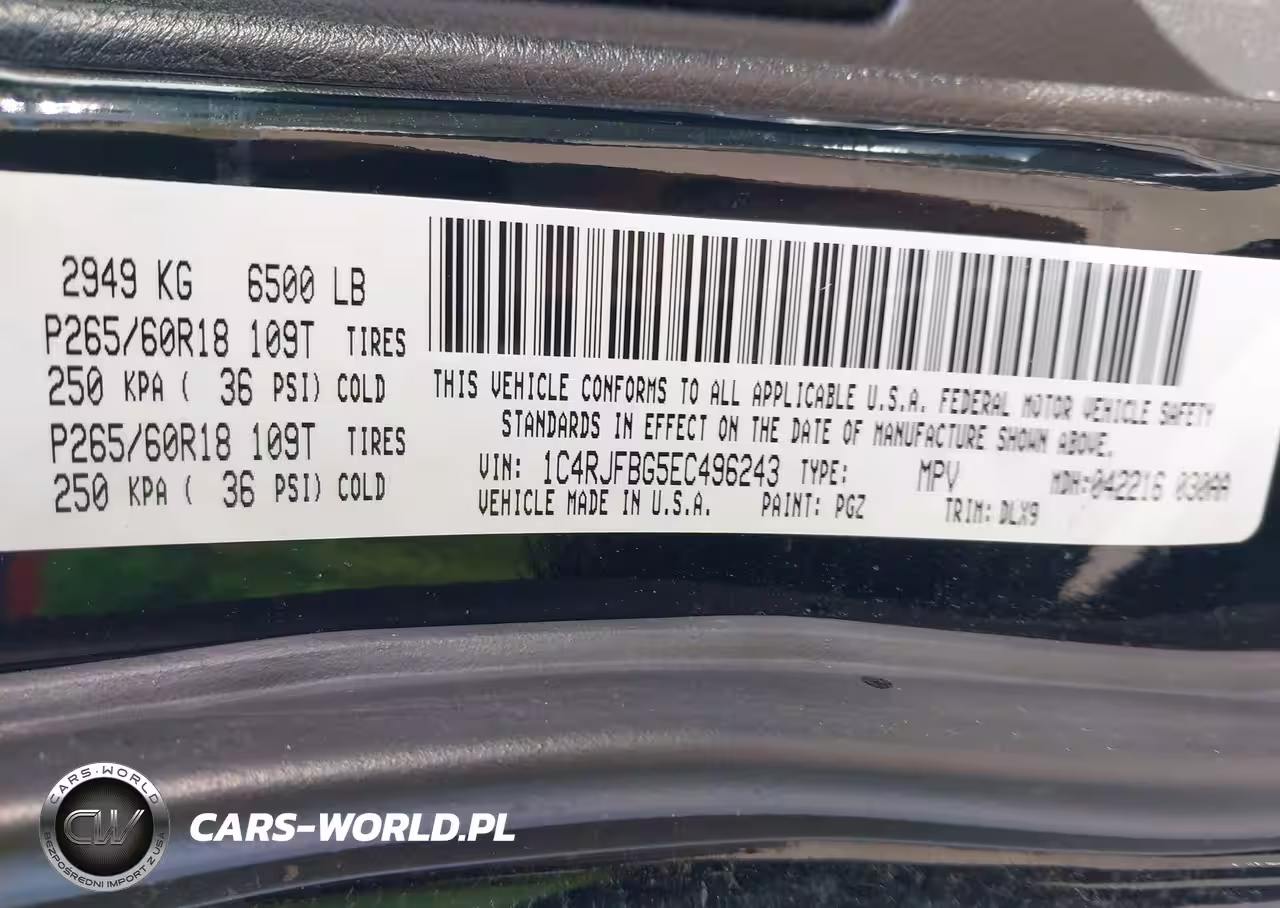 2949 KG 6500 LB
P265/60R18 109T TIRES
250 KPA ( 36 PSI) COLD
P265/60R18 109T TIRES
250 KPA ( 36 PSI) COLD
THIS VEHICLE CONFORMS TO ALL APPLICABLE U.S.A. FEDERAL MOTOR VEHICLE SAFETY
STANDARDS IN EFFECT ON THE DATE OF MANUFACTURE SHOWN ABOVE.
VIN: 1C4RJFBG5EC496243 TYPE: MPV MDH:042216 030AA
VEHICLE MADE IN U.S.A. PAINT: PGZ TRIM: DLX9
CARS-WORLD
CW
BEZPOŚREDNI IMPORT Z USA
CARS-WORLD.PL